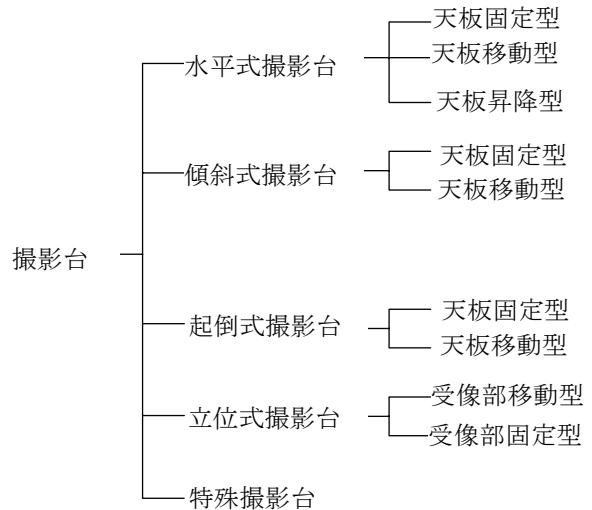 撮影台
水平式撮影台
天板固定型
天板移動型
天板昇降型
傾斜式撮影台
天板固定型
天板移動型
起倒式撮影台
天板固定型
天板移動型
立位式撮影台
受像部移動型
受像部固定型
特殊撮影台